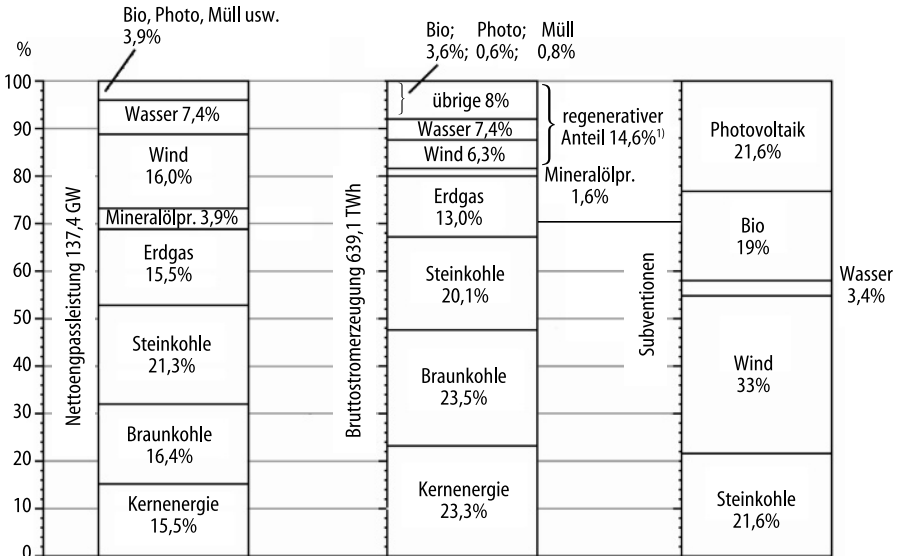 Bio, Photo, Müll usw.
3,9%
%
100
90
80
70
60
50
40
30
20
10
0
Nettoengpassleistung 137,4 GW
Wasser 7,4%
Wind
16,0%
Mineralölpr. 3,9%
Erdgas
15,5%
Steinkohle
21,3%
Braunkohle
16,4%
Kernenergie
15,5%
Bruttostromerzeugung 639,1 TWh
Bio; Photo; Müll
3,6%; 0,6%; 0,8%
übrige 8%
Wasser 7,4%
Wind 6,3%
Erdgas
13,0%
Steinkohle
20,1%
Braunkohle
23,5%
Kernenergie
23,3%
regenerativer
Anteil 14,6%¹⁾
Mineralölpr.
1,6%
Subventionen
Photovoltaik
21,6%
Bio
19%
Wasser
3,4%
Wind
33%
Steinkohle
21,6%